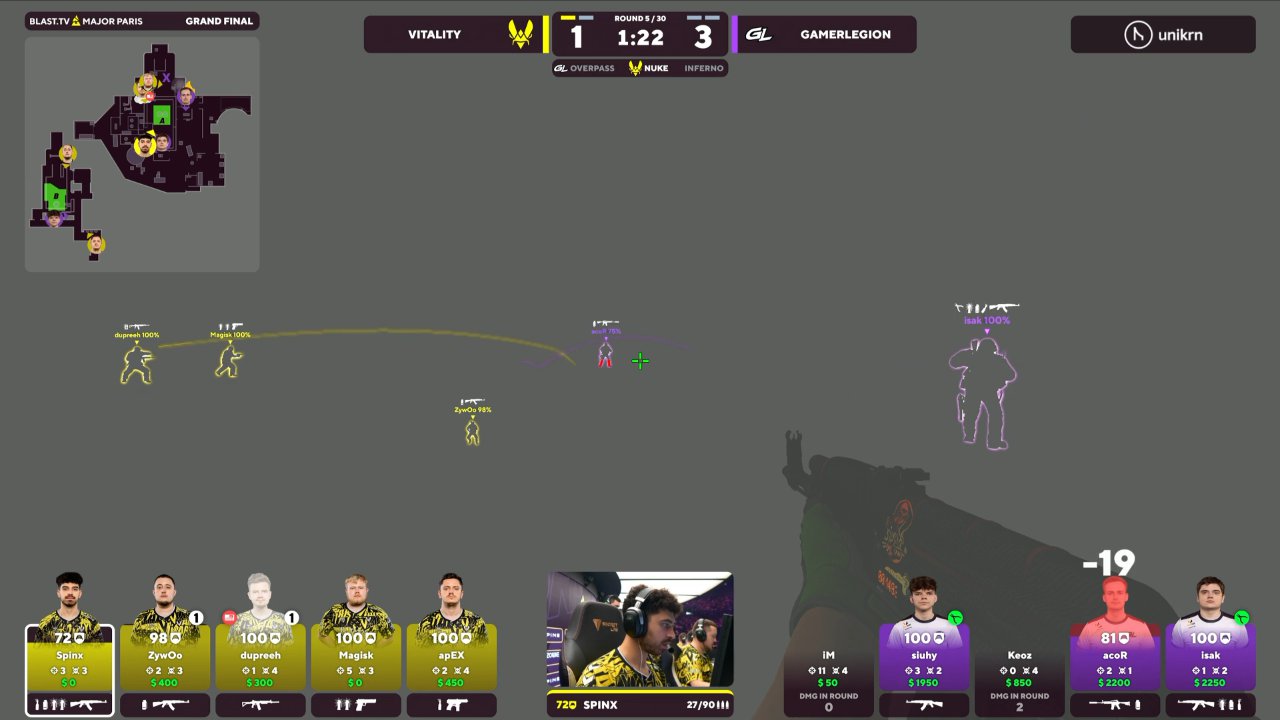 BLAST.TV MAJOR PARIS GRAND FINAL
VITALITY
1
ROUND 5 / 30
1:22
3
GL
GAMERLEGION
unikrn
GL OVERPASS NUKE INFERNO
A
B
X
dupreeh 100%
Magisk 100%
acoR 75%
isak 100%
ZywOo 98%
-19
72
Spinx
3 3
$0
98
1
ZywOo
2 3
$400
100
1
dupreeh
1 4
$300
100
Magisk
5 3
$0
100
apEX
2 4
$450
72 SPINX 27/90
iM
11 4
$50
DMG IN ROUND
0
100
siuhy
3 2
$1950
Keoz
0 4
$850
DMG IN ROUND
2
81
acoR
2 1
$2200
100
isak
1 2
$2250